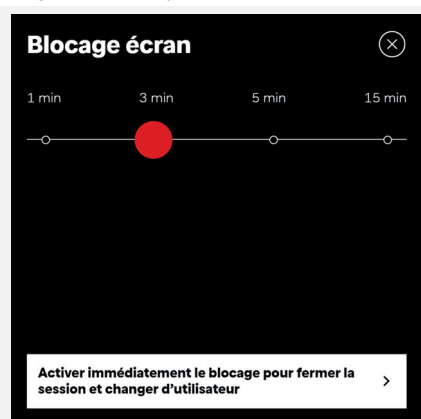 Blocage écran
1 min 3 min 5 min 15 min
Activer immédiatement le blocage pour fermer la
session et changer d'utilisateur